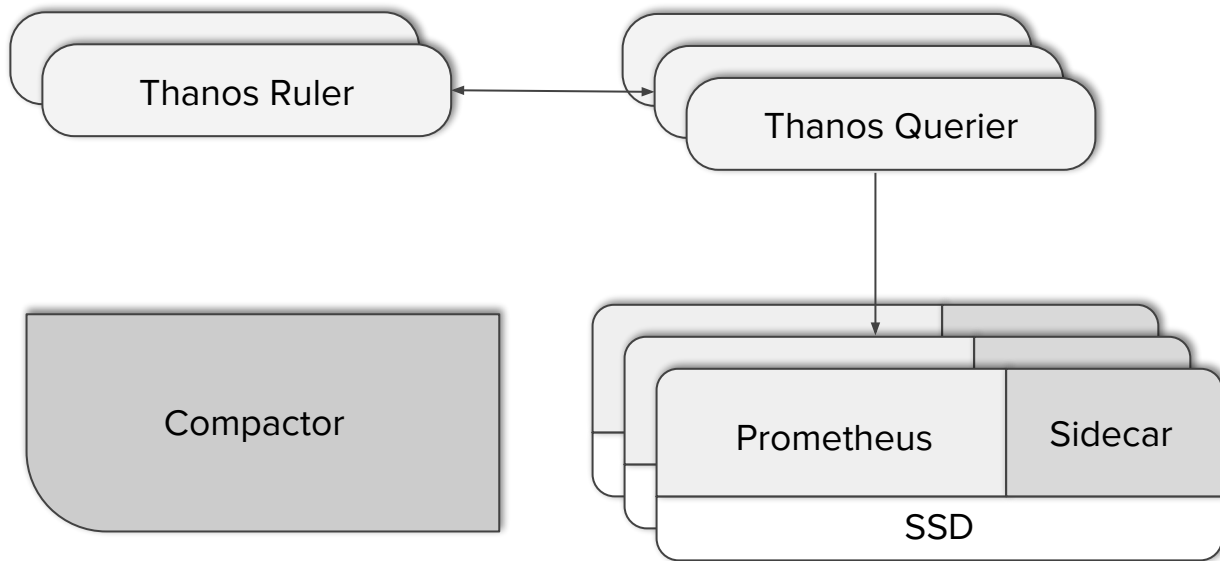 Thanos Ruler
Thanos Querier
Compactor
Prometheus
Sidecar
SSD